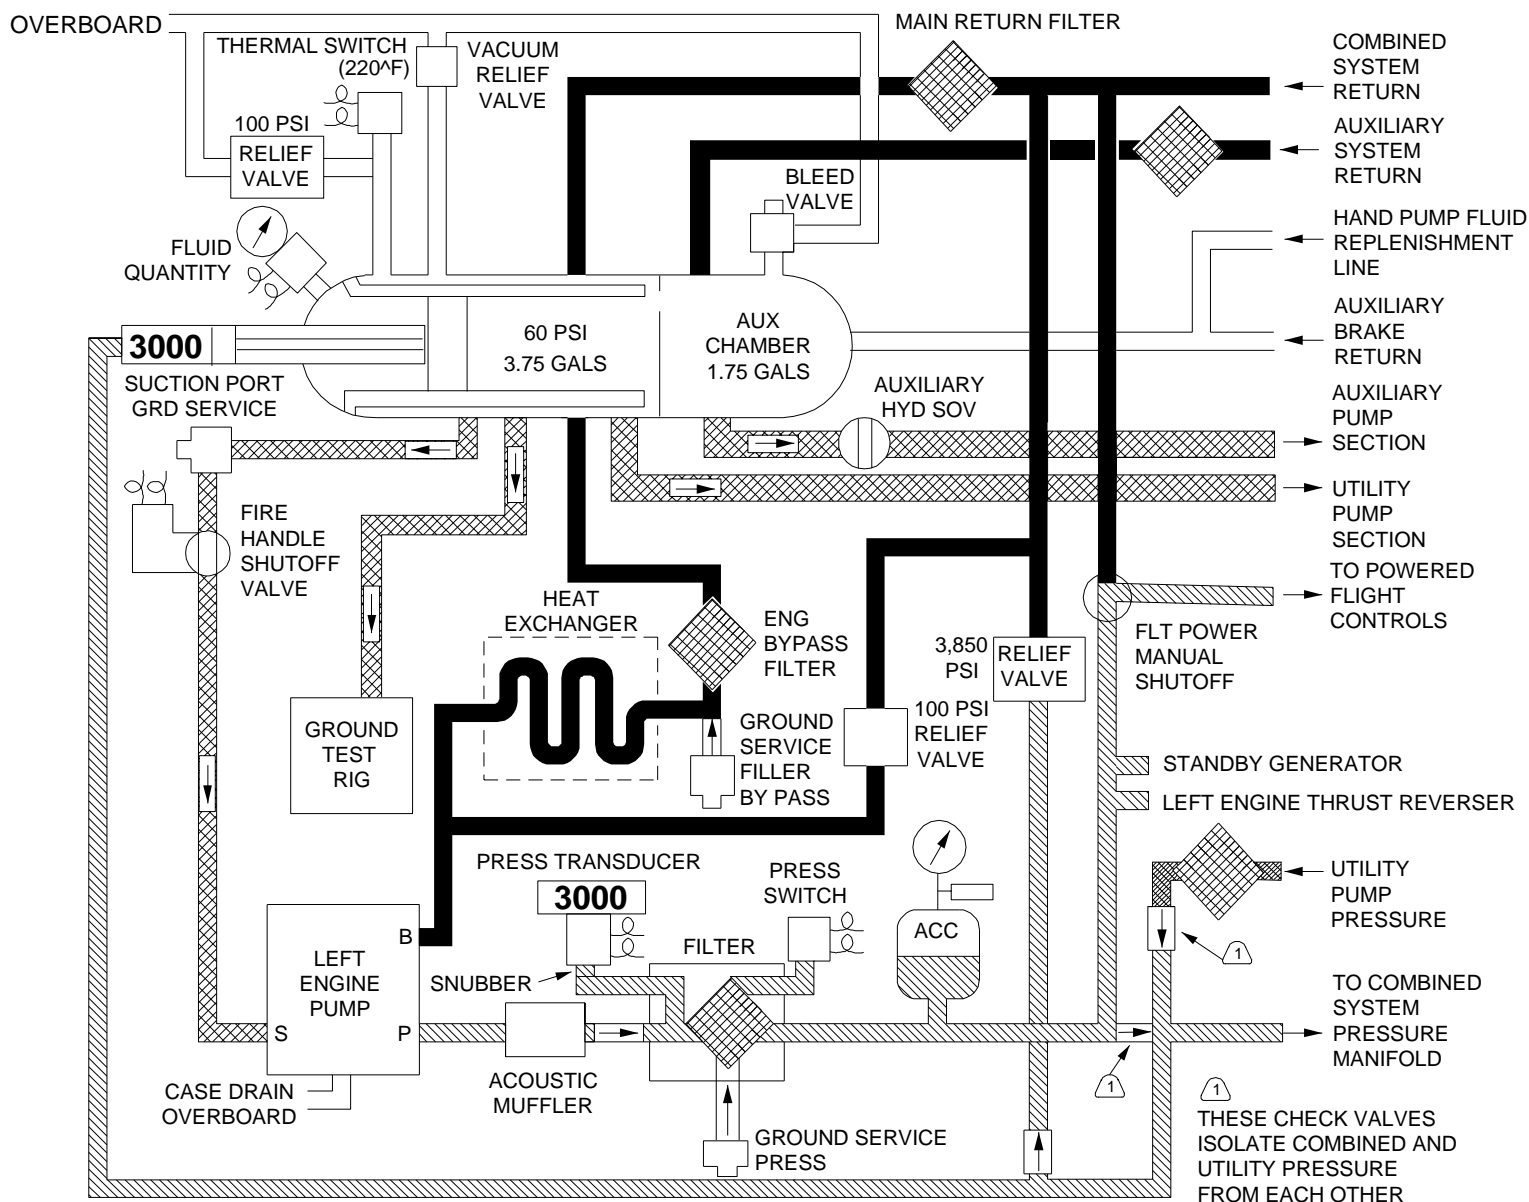 OVERBOARD
THERMAL SWITCH
(220^F)
VACUUM
RELIEF
VALVE
MAIN RETURN FILTER
COMBINED
SYSTEM
RETURN
100 PSI
RELIEF
VALVE
AUXILIARY
SYSTEM
RETURN
BLEED
VALVE
FLUID
QUANTITY
HAND PUMP FLUID
REPLENISHMENT
LINE
3000
60 PSI
3.75 GALS
AUX
CHAMBER
1.75 GALS
AUXILIARY
BRAKE
RETURN
SUCTION PORT
GRD SERVICE
AUXILIARY
HYD SOV
AUXILIARY
PUMP
SECTION
UTILITY
PUMP
SECTION
FIRE
HANDLE
SHUTOFF
VALVE
HEAT
EXCHANGER
ENG
BYPASS
FILTER
TO POWERED
FLIGHT
CONTROLS
3,850
PSI
RELIEF
VALVE
FLT POWER
MANUAL
SHUTOFF
GROUND
TEST
RIG
GROUND
SERVICE
FILLER
BY PASS
100 PSI
RELIEF
VALVE
STANDBY GENERATOR
LEFT ENGINE THRUST REVERSER
PRESS TRANSDUCER
3000
PRESS
SWITCH
UTILITY
PUMP
PRESSURE
ACC
B
LEFT
ENGINE
PUMP
S
P
FILTER
SNUBBER
1
TO COMBINED
SYSTEM
PRESSURE
MANIFOLD
CASE DRAIN
OVERBOARD
ACOUSTIC
MUFFLER
1
1
THESE CHECK VALVES
ISOLATE COMBINED AND
UTILITY PRESSURE
FROM EACH OTHER
GROUND SERVICE
PRESS